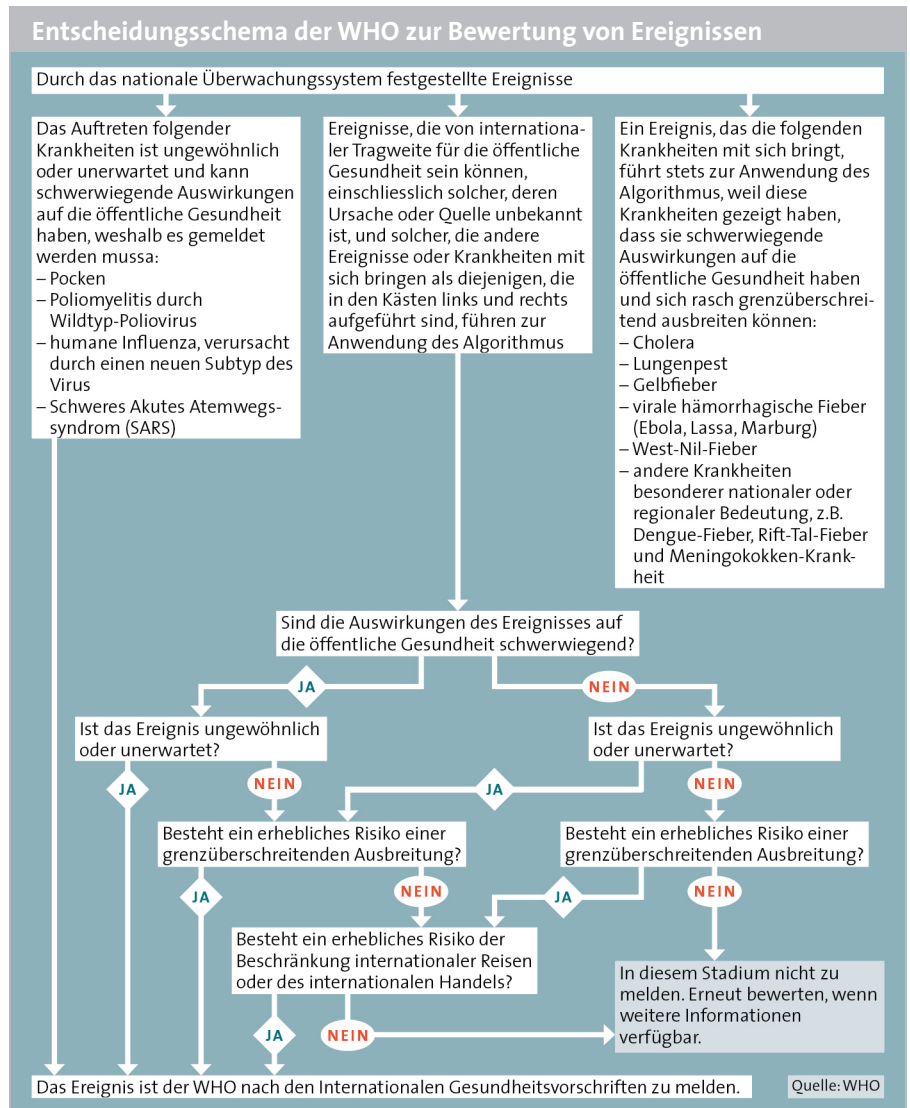 Entscheidungsschema der WHO zur Bewertung von Ereignissen
Durch das nationale Überwachungssystem festgestellte Ereignisse
Das Auftreten folgender
Krankheiten ist ungewöhnlich
oder unerwartet und kann
schwerwiegende Auswirkungen
auf die öffentliche Gesundheit
haben, weshalb es gemeldet
werden mussa:
– Pocken
– Poliomyelitis durch
Wildtyp-Poliovirus
– humane Influenza, verursacht
durch einen neuen Subtyp des
Virus
– Schweres Akutes Atemwegs-
syndrom (SARS)
Ereignisse, die von internationa-
ler Tragweite für die öffentliche
Gesundheit sein können,
einschliesslich solcher, deren
Ursache oder Quelle unbekannt
ist, und solcher, die andere
Ereignisse oder Krankheiten mit
sich bringen als diejenigen, die
in den Kästen links und rechts
aufgeführt sind, führen zur
Anwendung des Algorithmus
Ein Ereignis, das die folgenden
Krankheiten mit sich bringt,
führt stets zur Anwendung des
Algorithmus, weil diese
Krankheiten gezeigt haben,
dass sie schwerwiegende
Auswirkungen auf die
öffentliche Gesundheit haben
und sich rasch grenzüberschrei-
tend ausbreiten können:
– Cholera
– Lungenpest
– Gelbfieber
– virale hämorrhagische Fieber
(Ebola, Lassa, Marburg)
– West-Nil-Fieber
– andere Krankheiten
besonderer nationaler oder
regionaler Bedeutung, z.B.
Dengue-Fieber, Rift-Tal-Fieber
und Meningokokken-Krank-
heit
Sind die Auswirkungen des Ereignisses auf
die öffentliche Gesundheit schwerwiegend?
JA
NEIN
Ist das Ereignis ungewöhnlich
oder unerwartet?
Ist das Ereignis ungewöhnlich
oder unerwartet?
JA
NEIN
JA
NEIN
Besteht ein erhebliches Risiko einer
grenzüberschreitenden Ausbreitung?
Besteht ein erhebliches Risiko einer
grenzüberschreitenden Ausbreitung?
JA
NEIN
JA
NEIN
Besteht ein erhebliches Risiko der
Beschränkung internationaler Reisen
oder des internationalen Handels?
In diesem Stadium nicht zu
melden. Erneut bewerten, wenn
weitere Informationen
verfügbar.
JA
NEIN
Das Ereignis ist der WHO nach den Internationalen Gesundheitsvorschriften zu melden.
Quelle: WHO